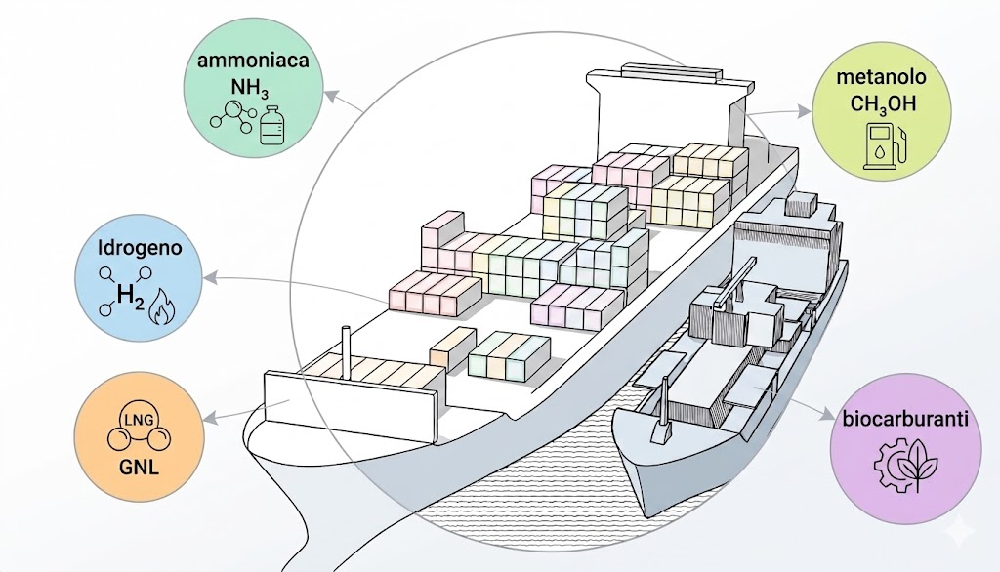 ammoniaca
NH₃
metanolo
CH₃OH
Idrogeno
H₂
LNG
GNL
biocarburanti